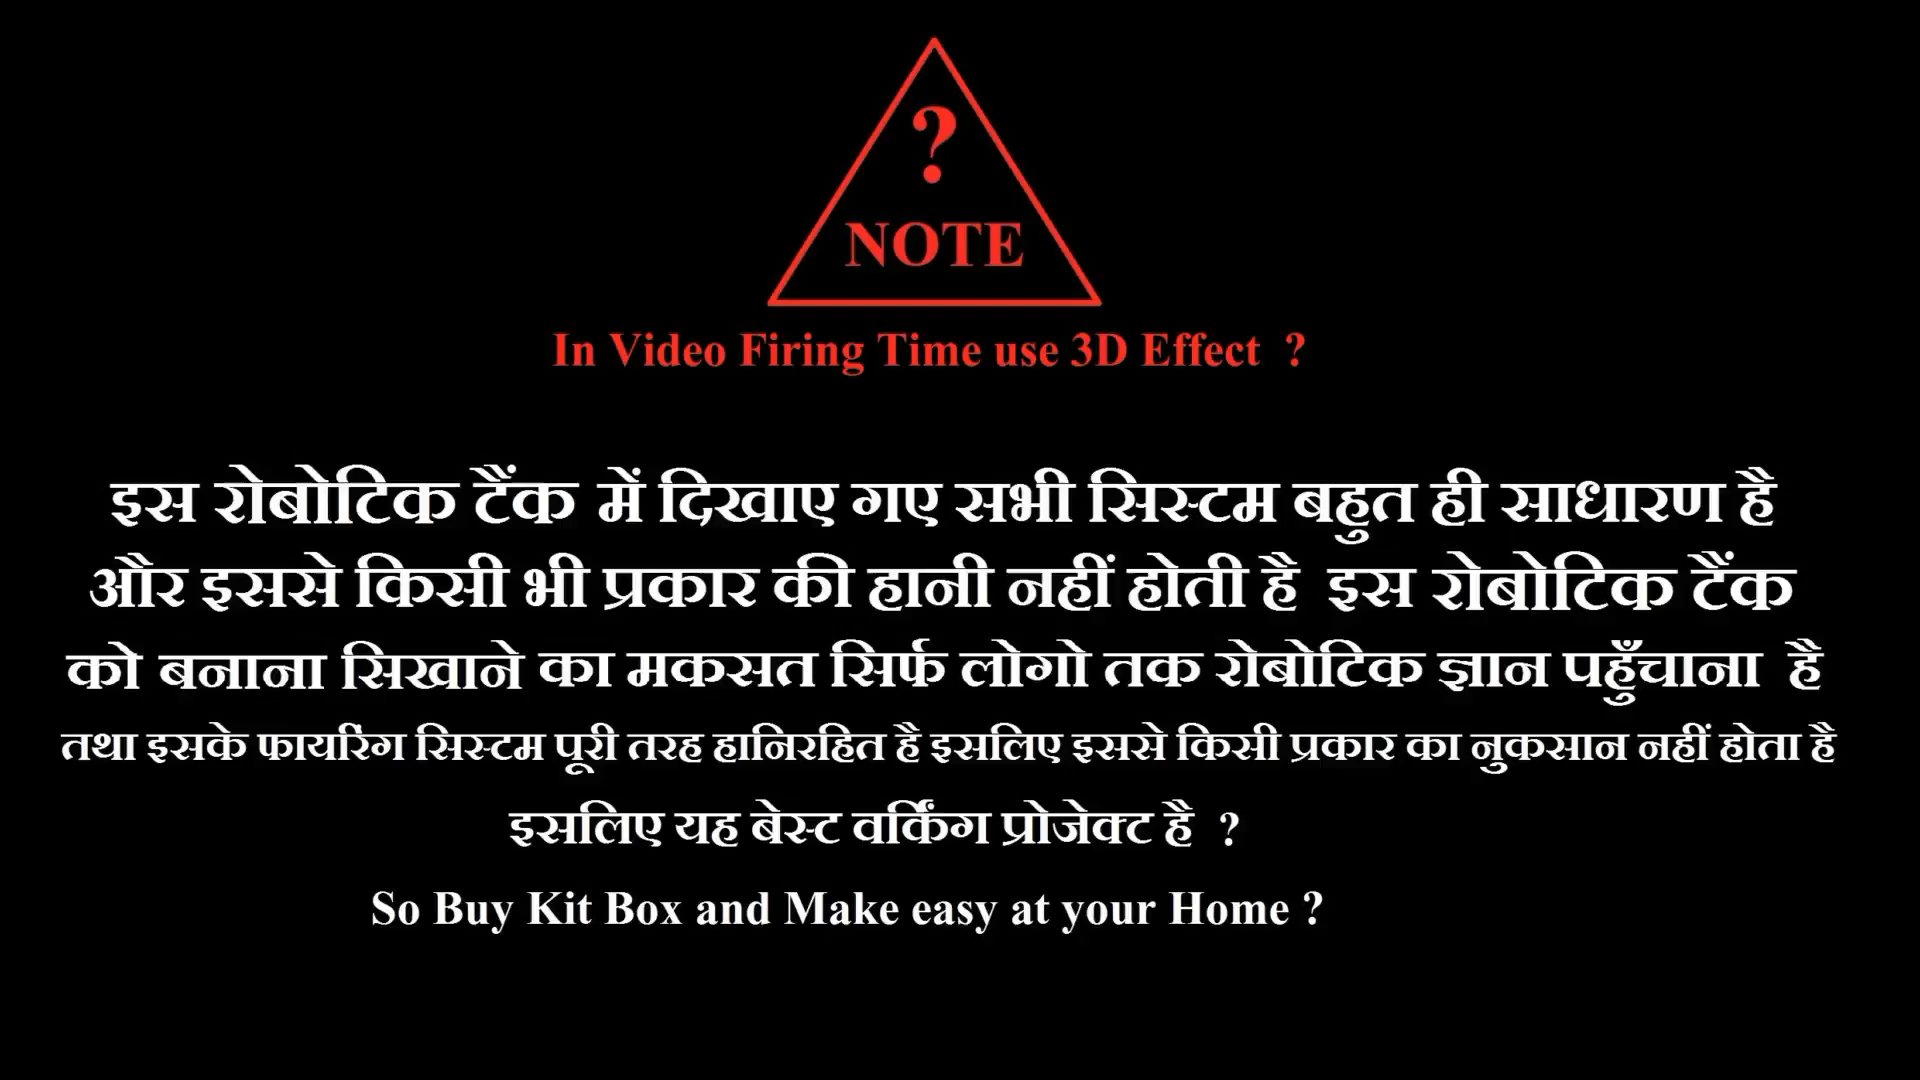 ?
NOTE
In Video Firing Time use 3D Effect ?
इस रोबोटिक टैंक में दिखाए गए सभी सिस्टम बहुत ही साधारण है
और इससे किसी भी प्रकार की हानी नहीं होती है इस रोबोटिक टैंक
को बनाना सिखाने का मकसत सिर्फ लोगो तक रोबोटिक ज्ञान पहुँचाना है
तथा इसके फायरिंग सिस्टम पूरी तरह हानिरहित है इसलिए इससे किसी प्रकार का नुकसान नहीं होता है
इसलिए यह बेस्ट वर्किंग प्रोजेक्ट है ?
So Buy Kit Box and Make easy at your Home ?